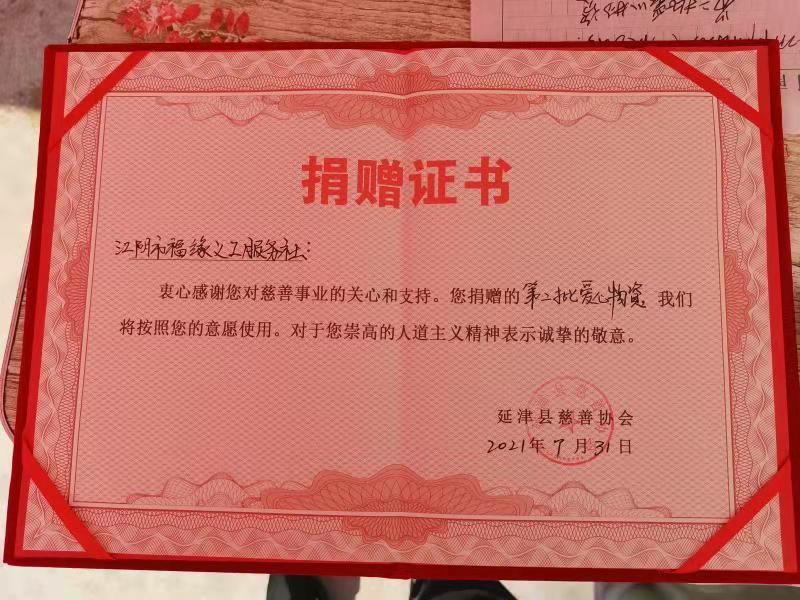 捐赠证书
江阴和福缘义工服务社:
衷心感谢您对慈善事业的关心和支持。您捐赠的第二批爱心物资 我们
将按照您的意愿使用。对于您崇高的人道主义精神表示诚挚的敬意。
延津县慈善协会
2021年7月31日